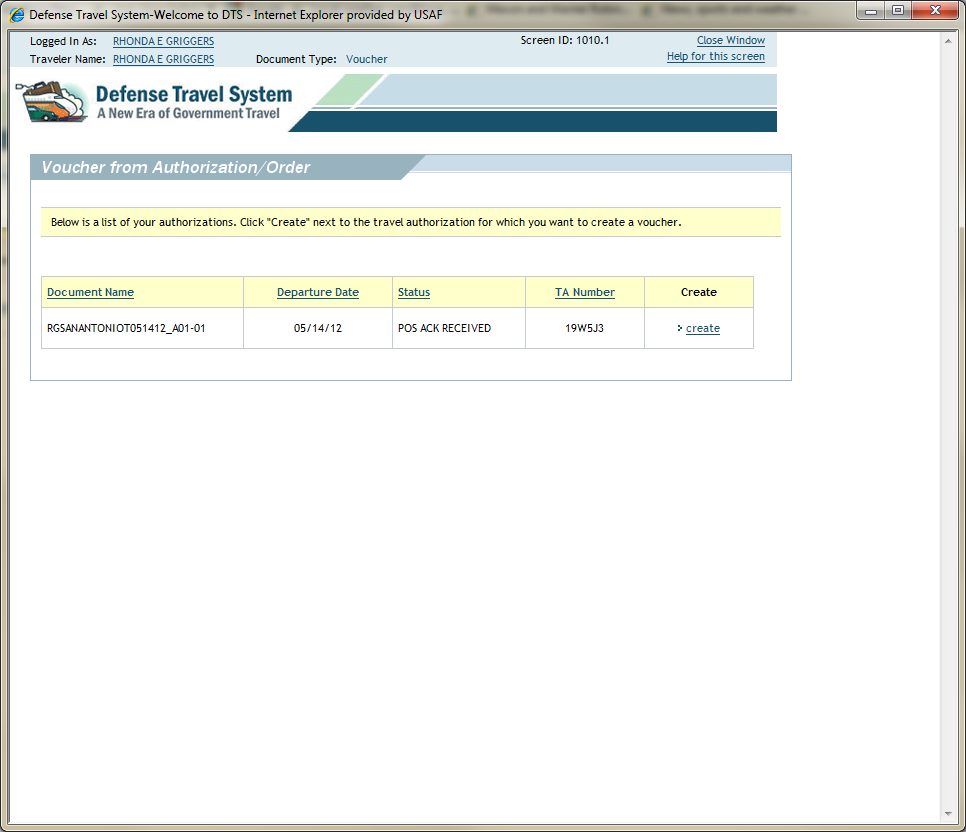 Defense Travel System-Welcome to DTS - Internet Explorer provided by USAF
Logged In As: RHONDA E GRIGGERS Screen ID: 1010.1 Close Window
Traveler Name: RHONDA E GRIGGERS Document Type: Voucher Help for this screen
Defense Travel System
A New Era of Government Travel
Voucher from Authorization/Order
Below is a list of your authorizations. Click "Create" next to the travel authorization for which you want to create a voucher.
Document Name Departure Date Status TA Number Create
RGSANANTONIOT051412_A01-01 05/14/12 POS ACK RECEIVED 19W5J3 create